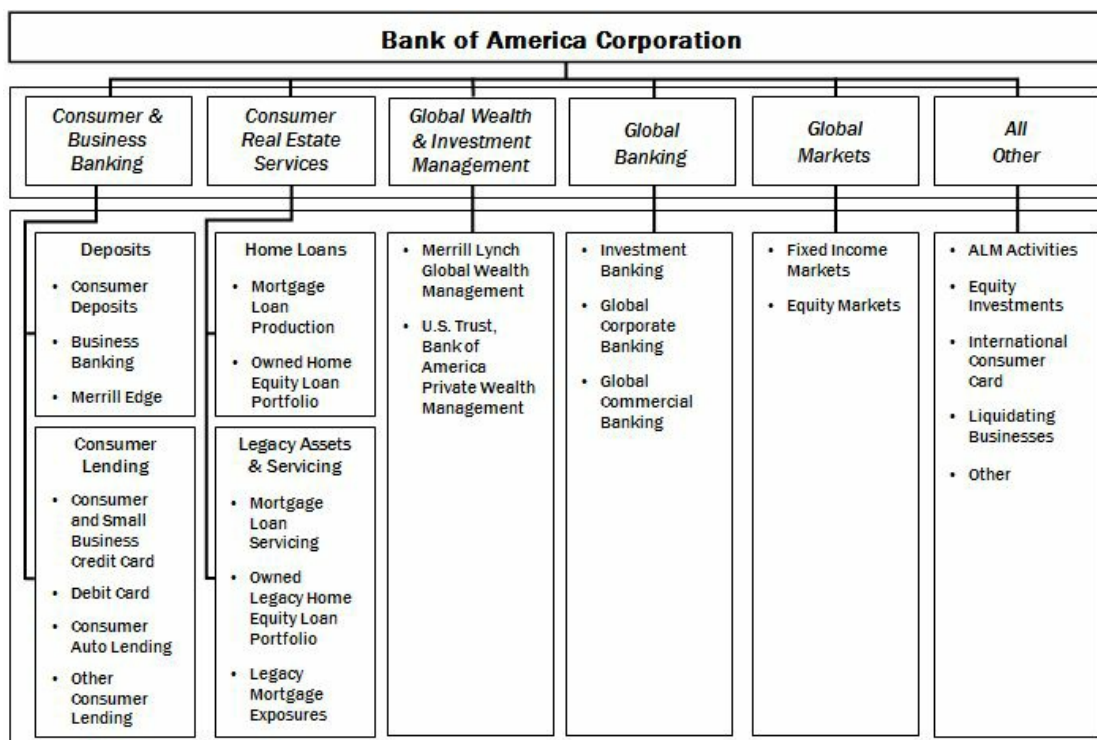 Bank of America Corporation
Consumer &
Business
Banking
Consumer
Real Estate
Services
Global Wealth
& Investment
Management
Global
Banking
Global
Markets
All
Other
Deposits
• Consumer
Deposits
• Business
Banking
• Merrill Edge
Consumer
Lending
• Consumer
and Small
Business
Credit Card
• Debit Card
• Consumer
Auto Lending
• Other
Consumer
Lending
Home Loans
• Mortgage
Loan
Production
• Owned Home
Equity Loan
Portfolio
Legacy Assets
& Servicing
• Mortgage
Loan
Servicing
• Owned
Legacy Home
Equity Loan
Portfolio
• Legacy
Mortgage
Exposures
• Merrill Lynch
Global Wealth
Management
• U.S. Trust,
Bank of
America
Private Wealth
Management
• Investment
Banking
• Global
Corporate
Banking
• Global
Commercial
Banking
• Fixed Income
Markets
• Equity Markets
• ALM Activities
• Equity
Investments
• International
Consumer
Card
• Liquidating
Businesses
• Other